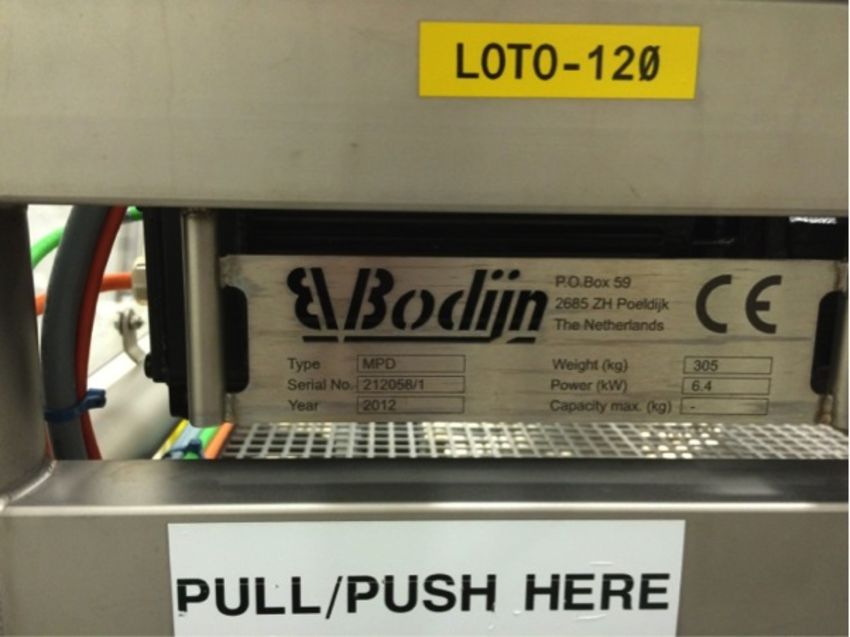 LOTO-120
Bodijn
P.O.Box 59
2685 ZH Poeldijk
The Netherlands
CE
Type MPD
Serial No. 212058/1
Year 2012
Weight (kg) 305
Power (kW) 6.4
Capacity max. (kg) -
PULL/PUSH HERE